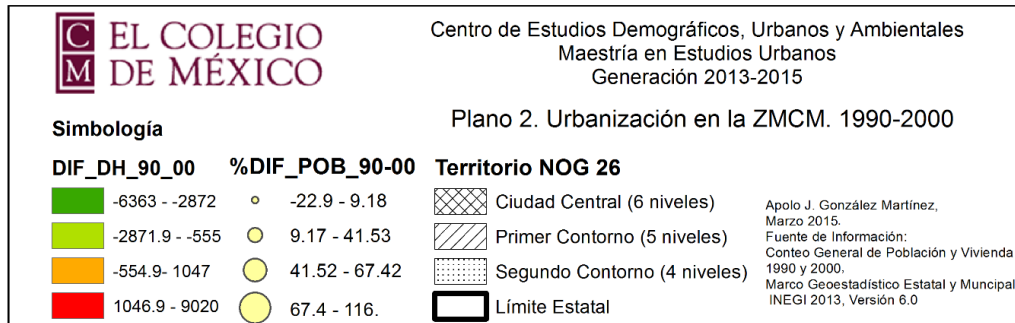 C M EL COLEGIO
DE MÉXICO
Centro de Estudios Demográficos, Urbanos y Ambientales
Maestría en Estudios Urbanos
Generación 2013-2015
Plano 2. Urbanización en la ZMCM. 1990-2000
Simbología
DIF_DH_90_00
-6363 - -2872
-2871.9 - -555
-554.9- 1047
1046.9 - 9020
%DIF_POB_90-00
-22.9 - 9.18
9.17 - 41.53
41.52 - 67.42
67.4 - 116.
Territorio NOG 26
Ciudad Central (6 niveles)
Primer Contorno (5 niveles)
Segundo Contorno (4 niveles)
Límite Estatal
Apolo J. González Martínez,
Marzo 2015.
Fuente de Información:
Conteo General de Población y Vivienda
1990 y 2000,
Marco Geoestadístico Estatal y Muncipal
INEGI 2013, Versión 6.0